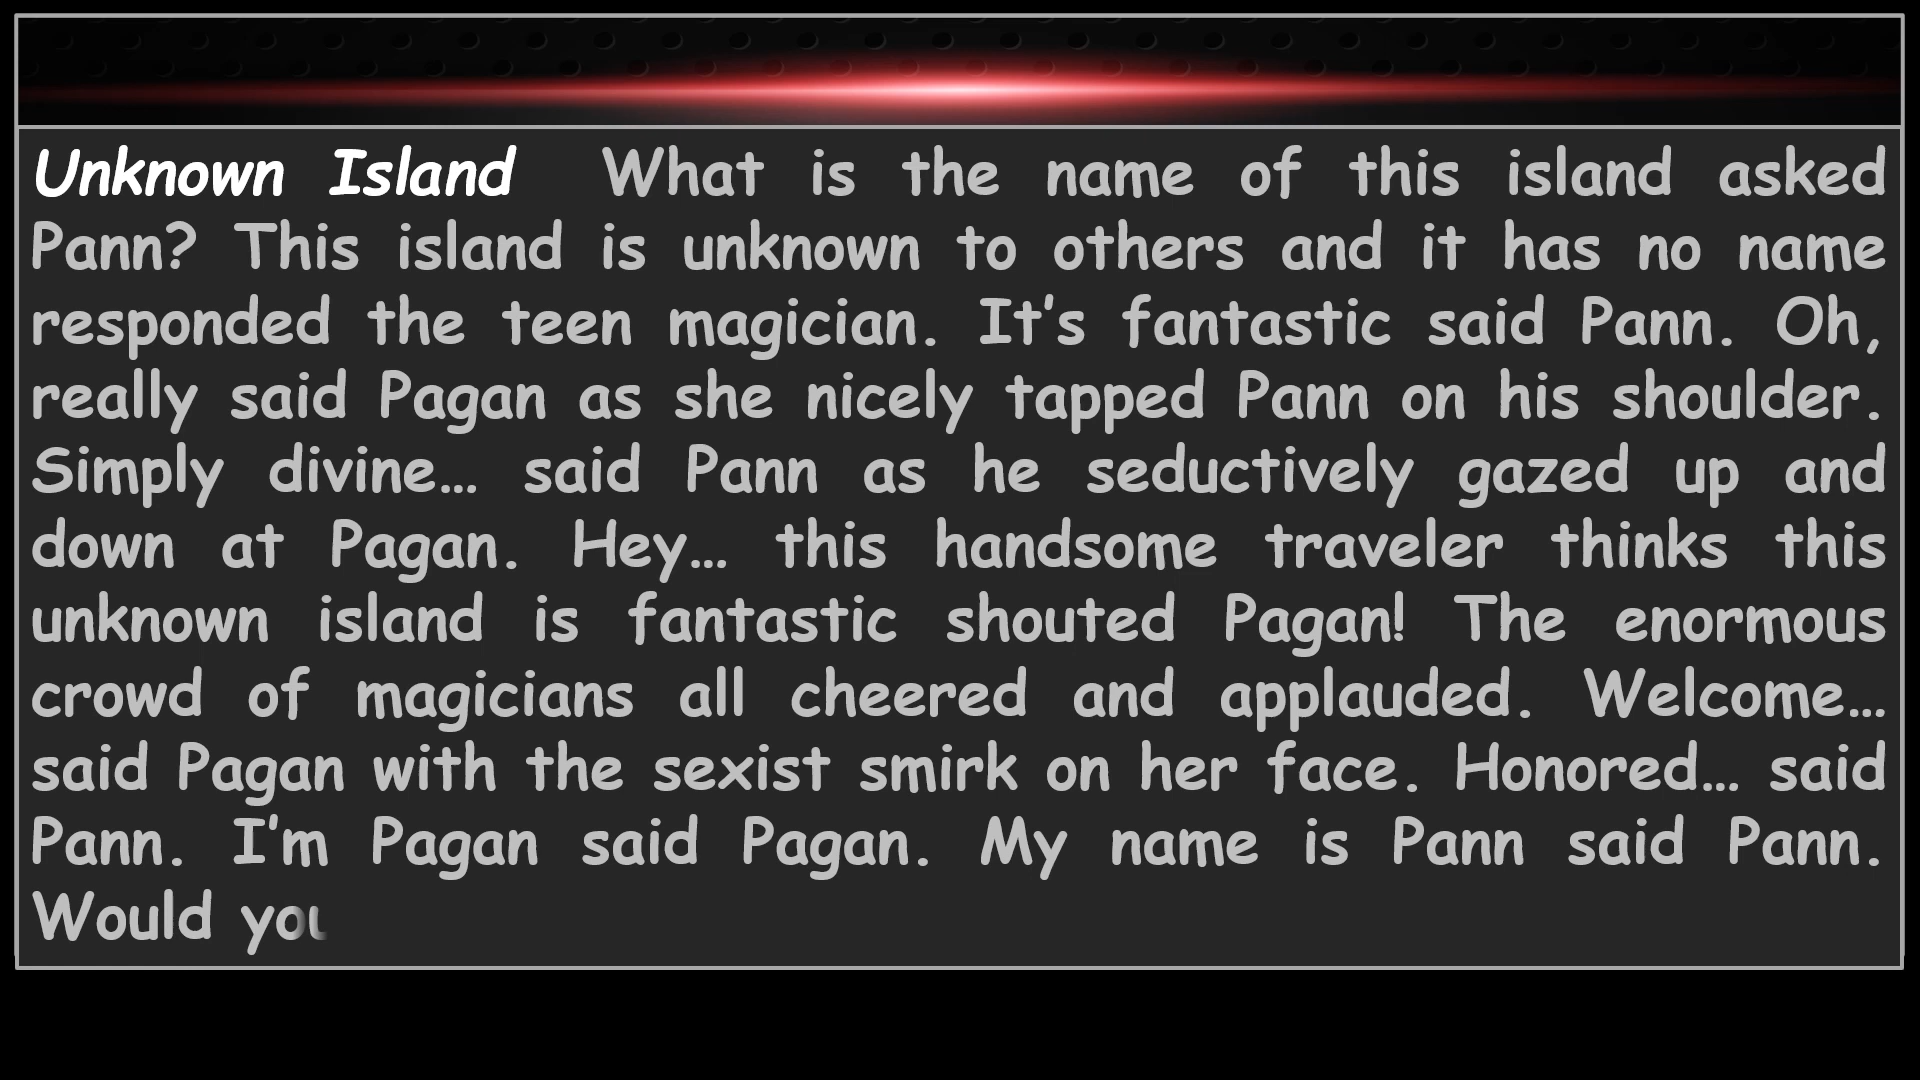 Unknown Island What is the name of this island asked
Pann? This island is unknown to others and it has no name
responded the teen magician. It's fantastic said Pann. Oh,
really said Pagan as she nicely tapped Pann on his shoulder.
Simply divine… said Pann as he seductively gazed up and
down at Pagan. Hey… this handsome traveler thinks this
unknown island is fantastic shouted Pagan! The enormous
crowd of magicians all cheered and applauded. Welcome…
said Pagan with the sexist smirk on her face. Honored… said
Pann. I'm Pagan said Pagan. My name is Pann said Pann.
Would you